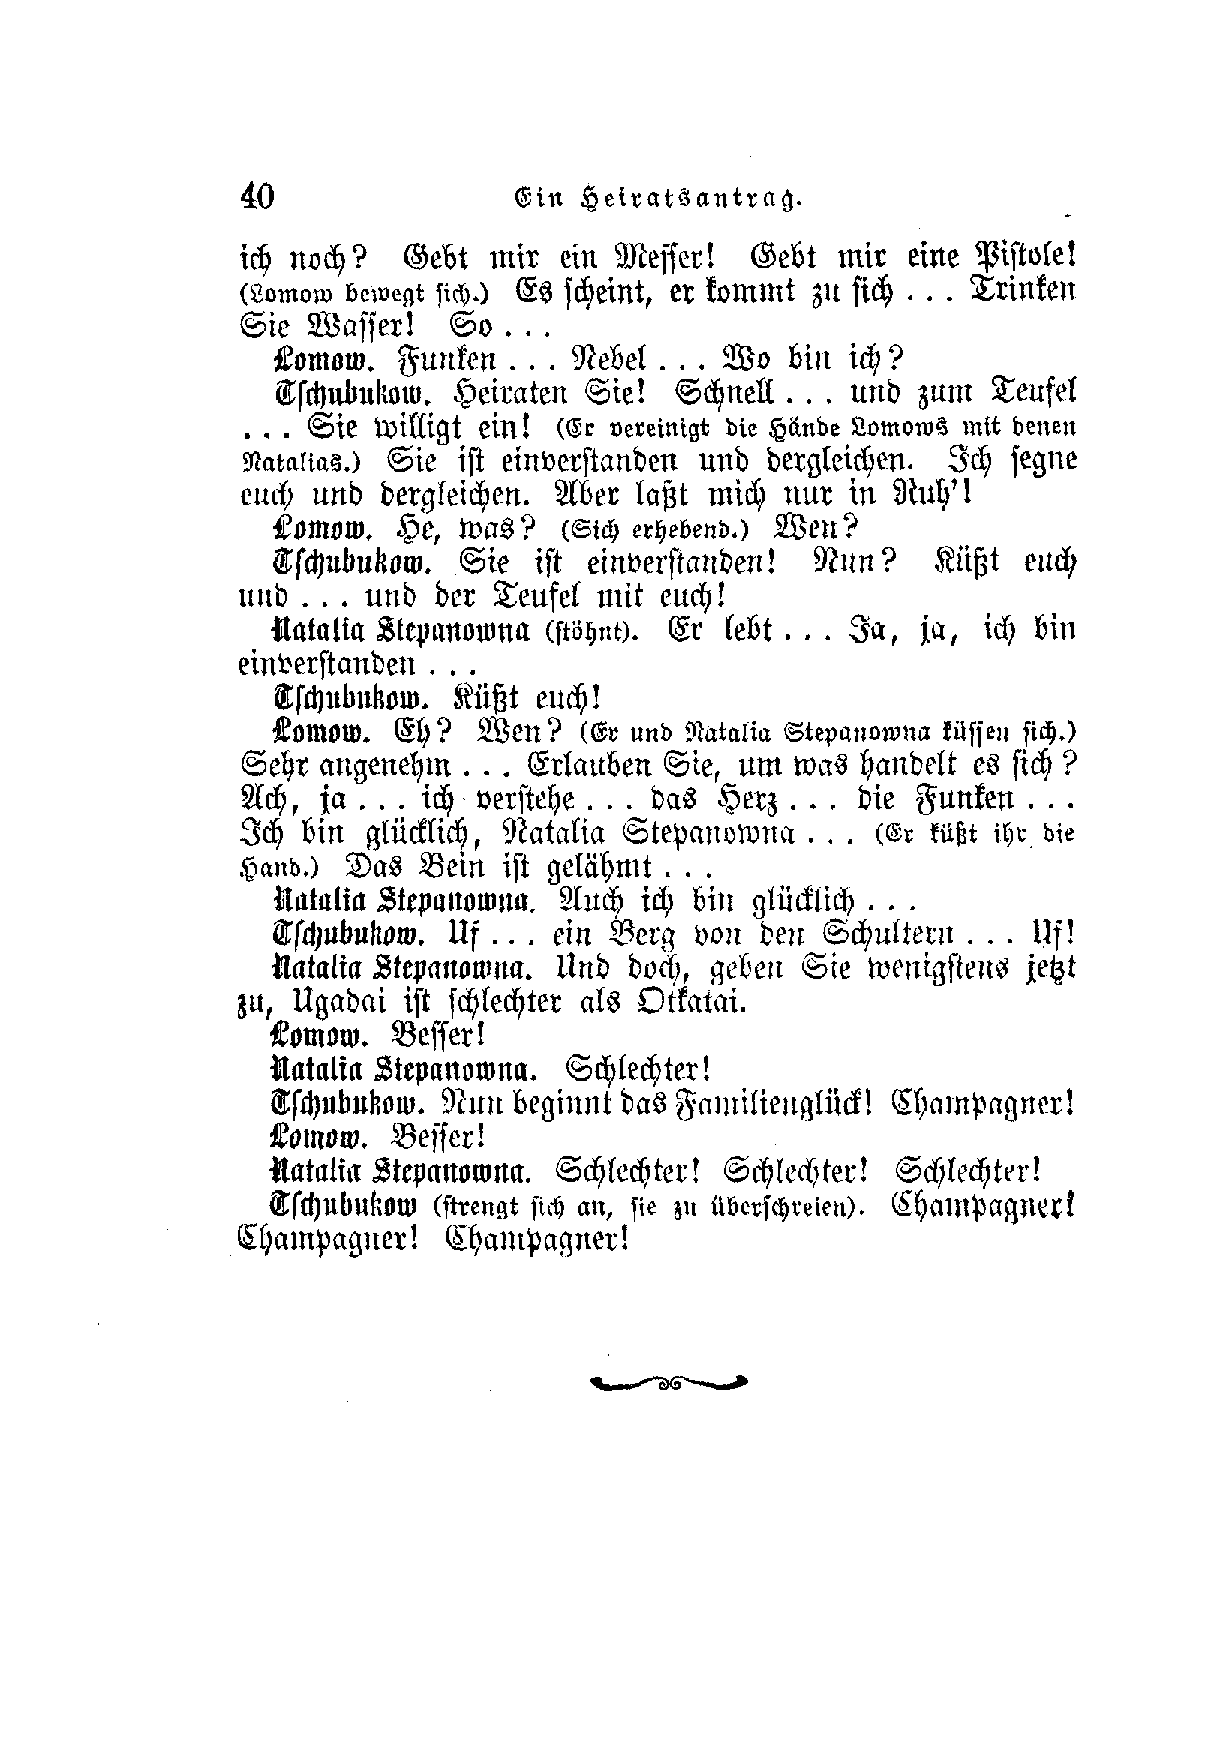 40 Ein Heiratsantrag.
ich noch? Gebt mir ein Messer! Gebt mir eine Pistole!
(Lomow bewegt sich.) Es scheint, er kommt zu sich . . . Trinken
Sie Wasser! So . . .
Lomow. Funken . . . Nebel . . . Wo bin ich?
Tschubukow. Heiraten Sie! Schnell . . . und zum Teufel
. . . Sie willigt ein! (Er vereinigt die Hände Lomows mit denen
Natalias.) Sie ist einverstanden und dergleichen. Ich segne
euch und dergleichen. Aber laßt mich nur in Ruh'!
Lomow. He, was? (Sich erhebend.) Wen?
Tschubukow. Sie ist einverstanden! Nun? Küßt euch
und . . . und der Teufel mit euch!
Natalia Stepanowna (stöhnt). Er lebt . . . Ja, ja, ich bin
einverstanden . . .
Tschubukow. Küßt euch!
Lomow. Eh? Wen? (Er und Natalia Stepanowna küssen sich.)
Sehr angenehm . . . Erlauben Sie, um was handelt es sich?
Ach, ja . . . ich verstehe . . . das Herz . . . die Funken . . .
Ich bin glücklich, Natalia Stepanowna . . . (Er küßt ihr die
Hand.) Das Bein ist gelähmt . . .
Natalia Stepanowna. Auch ich bin glücklich . . .
Tschubukow. Uf . . . ein Berg von den Schultern . . . Uf!
Natalia Stepanowna. Und doch, geben Sie wenigstens jetzt
zu, Ugadai ist schlechter als Otkatai.
Lomow. Besser!
Natalia Stepanowna. Schlechter!
Tschubukow. Nun beginnt das Familienglück! Champagner!
Lomow. Besser!
Natalia Stepanowna. Schlechter! Schlechter! Schlechter!
Tschubukow (strengt sich an, sie zu überschreien). Champagner!
Champagner! Champagner!